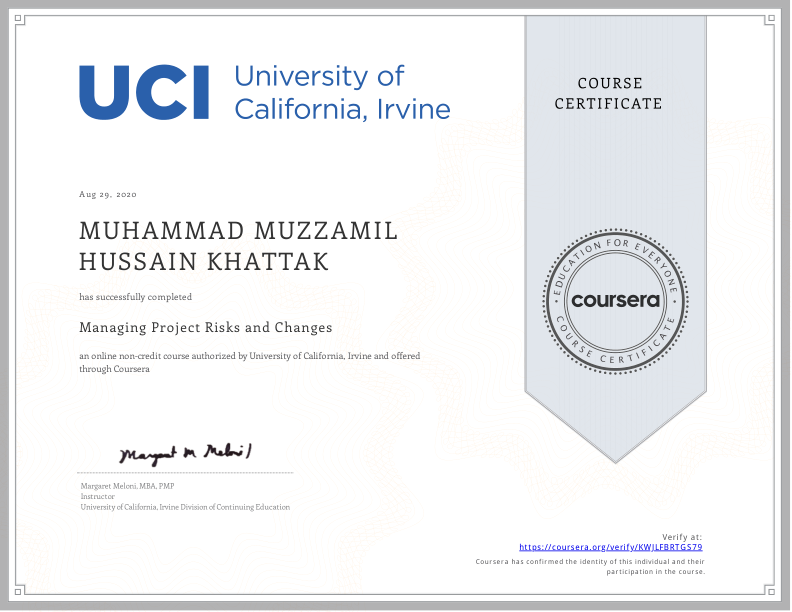 UCI
University of
California, Irvine
COURSE
CERTIFICATE
Aug 29, 2020
MUHAMMAD MUZZAMIL
HUSSAIN KHATTAK
has successfully completed
Managing Project Risks and Changes
an online non-credit course authorized by University of California, Irvine and offered
through Coursera
EDUCATION FOR EVERYONE
coursera
COURSE CERTIFICATE
Margaret M Meloni
Margaret Meloni, MBA, PMP
Instructor
University of California, Irvine Division of Continuing Education
Verify at:
https://coursera.org/verify/KWJLFBRTGS79
Coursera has confirmed the identity of this individual and their
participation in the course.